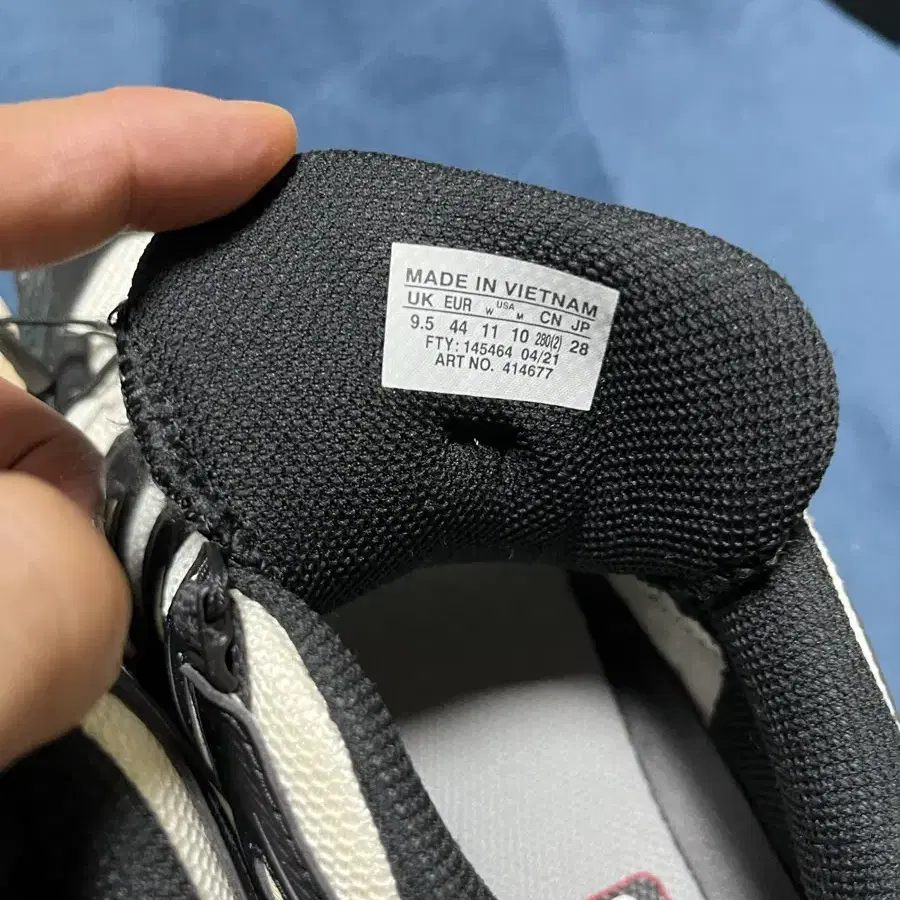 MADE IN VIETNAM
UK EUR W USA M CN JP
9.5 44 11 10 280(2) 28
FTY: 145464 04/21
ART NO. 414677